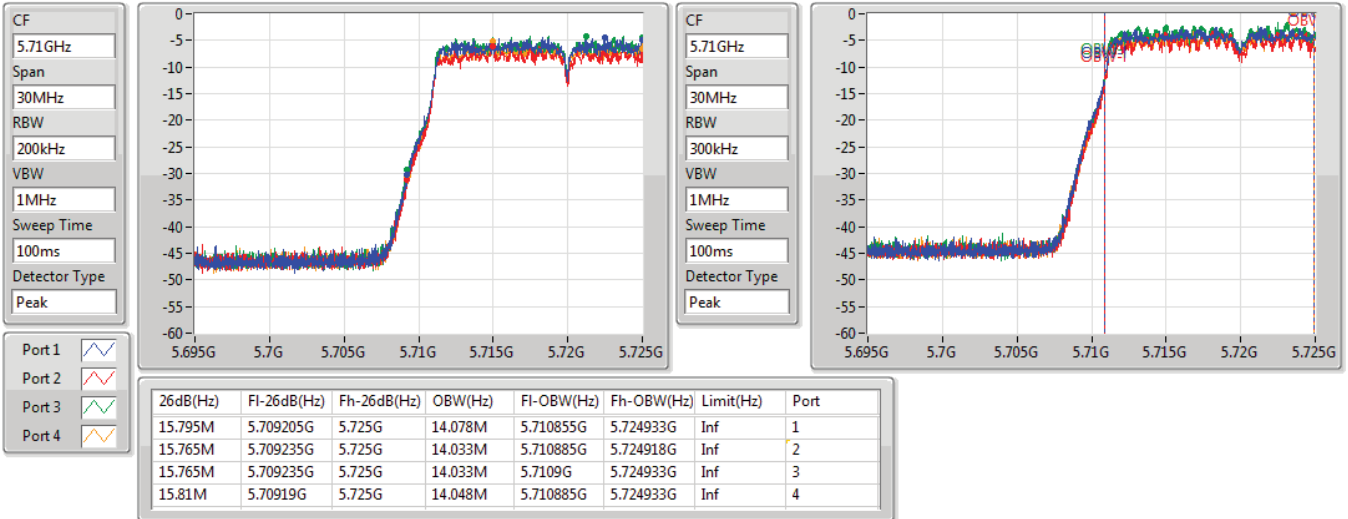 CF
5.71GHz
Span
30MHz
RBW
200kHz
VBW
1MHz
Sweep Time
100ms
Detector Type
Peak
0
-5
-10
-15
-20
-25
-30
-35
-40
-45
-50
-55
-60
5.695G 5.7G 5.705G 5.71G 5.715G 5.72G 5.725G
CF
5.71GHz
Span
30MHz
RBW
300kHz
VBW
1MHz
Sweep Time
100ms
Detector Type
Peak
0
-5
-10
-15
-20
-25
-30
-35
-40
-45
-50
-55
-60
5.695G 5.7G 5.705G 5.71G 5.715G 5.72G 5.725G
Port 1
Port 2
Port 3
Port 4
26dB(Hz) Fl-26dB(Hz) Fh-26dB(Hz) OBW(Hz) Fl-OBW(Hz) Fh-OBW(Hz) Limit(Hz) Port
15.795M 5.709205G 5.725G 14.078M 5.710855G 5.724933G Inf 1
15.765M 5.709235G 5.725G 14.033M 5.710885G 5.724918G Inf 2
15.765M 5.709235G 5.725G 14.033M 5.7109G 5.724933G Inf 3
15.81M 5.70919G 5.725G 14.048M 5.710885G 5.724933G Inf 4